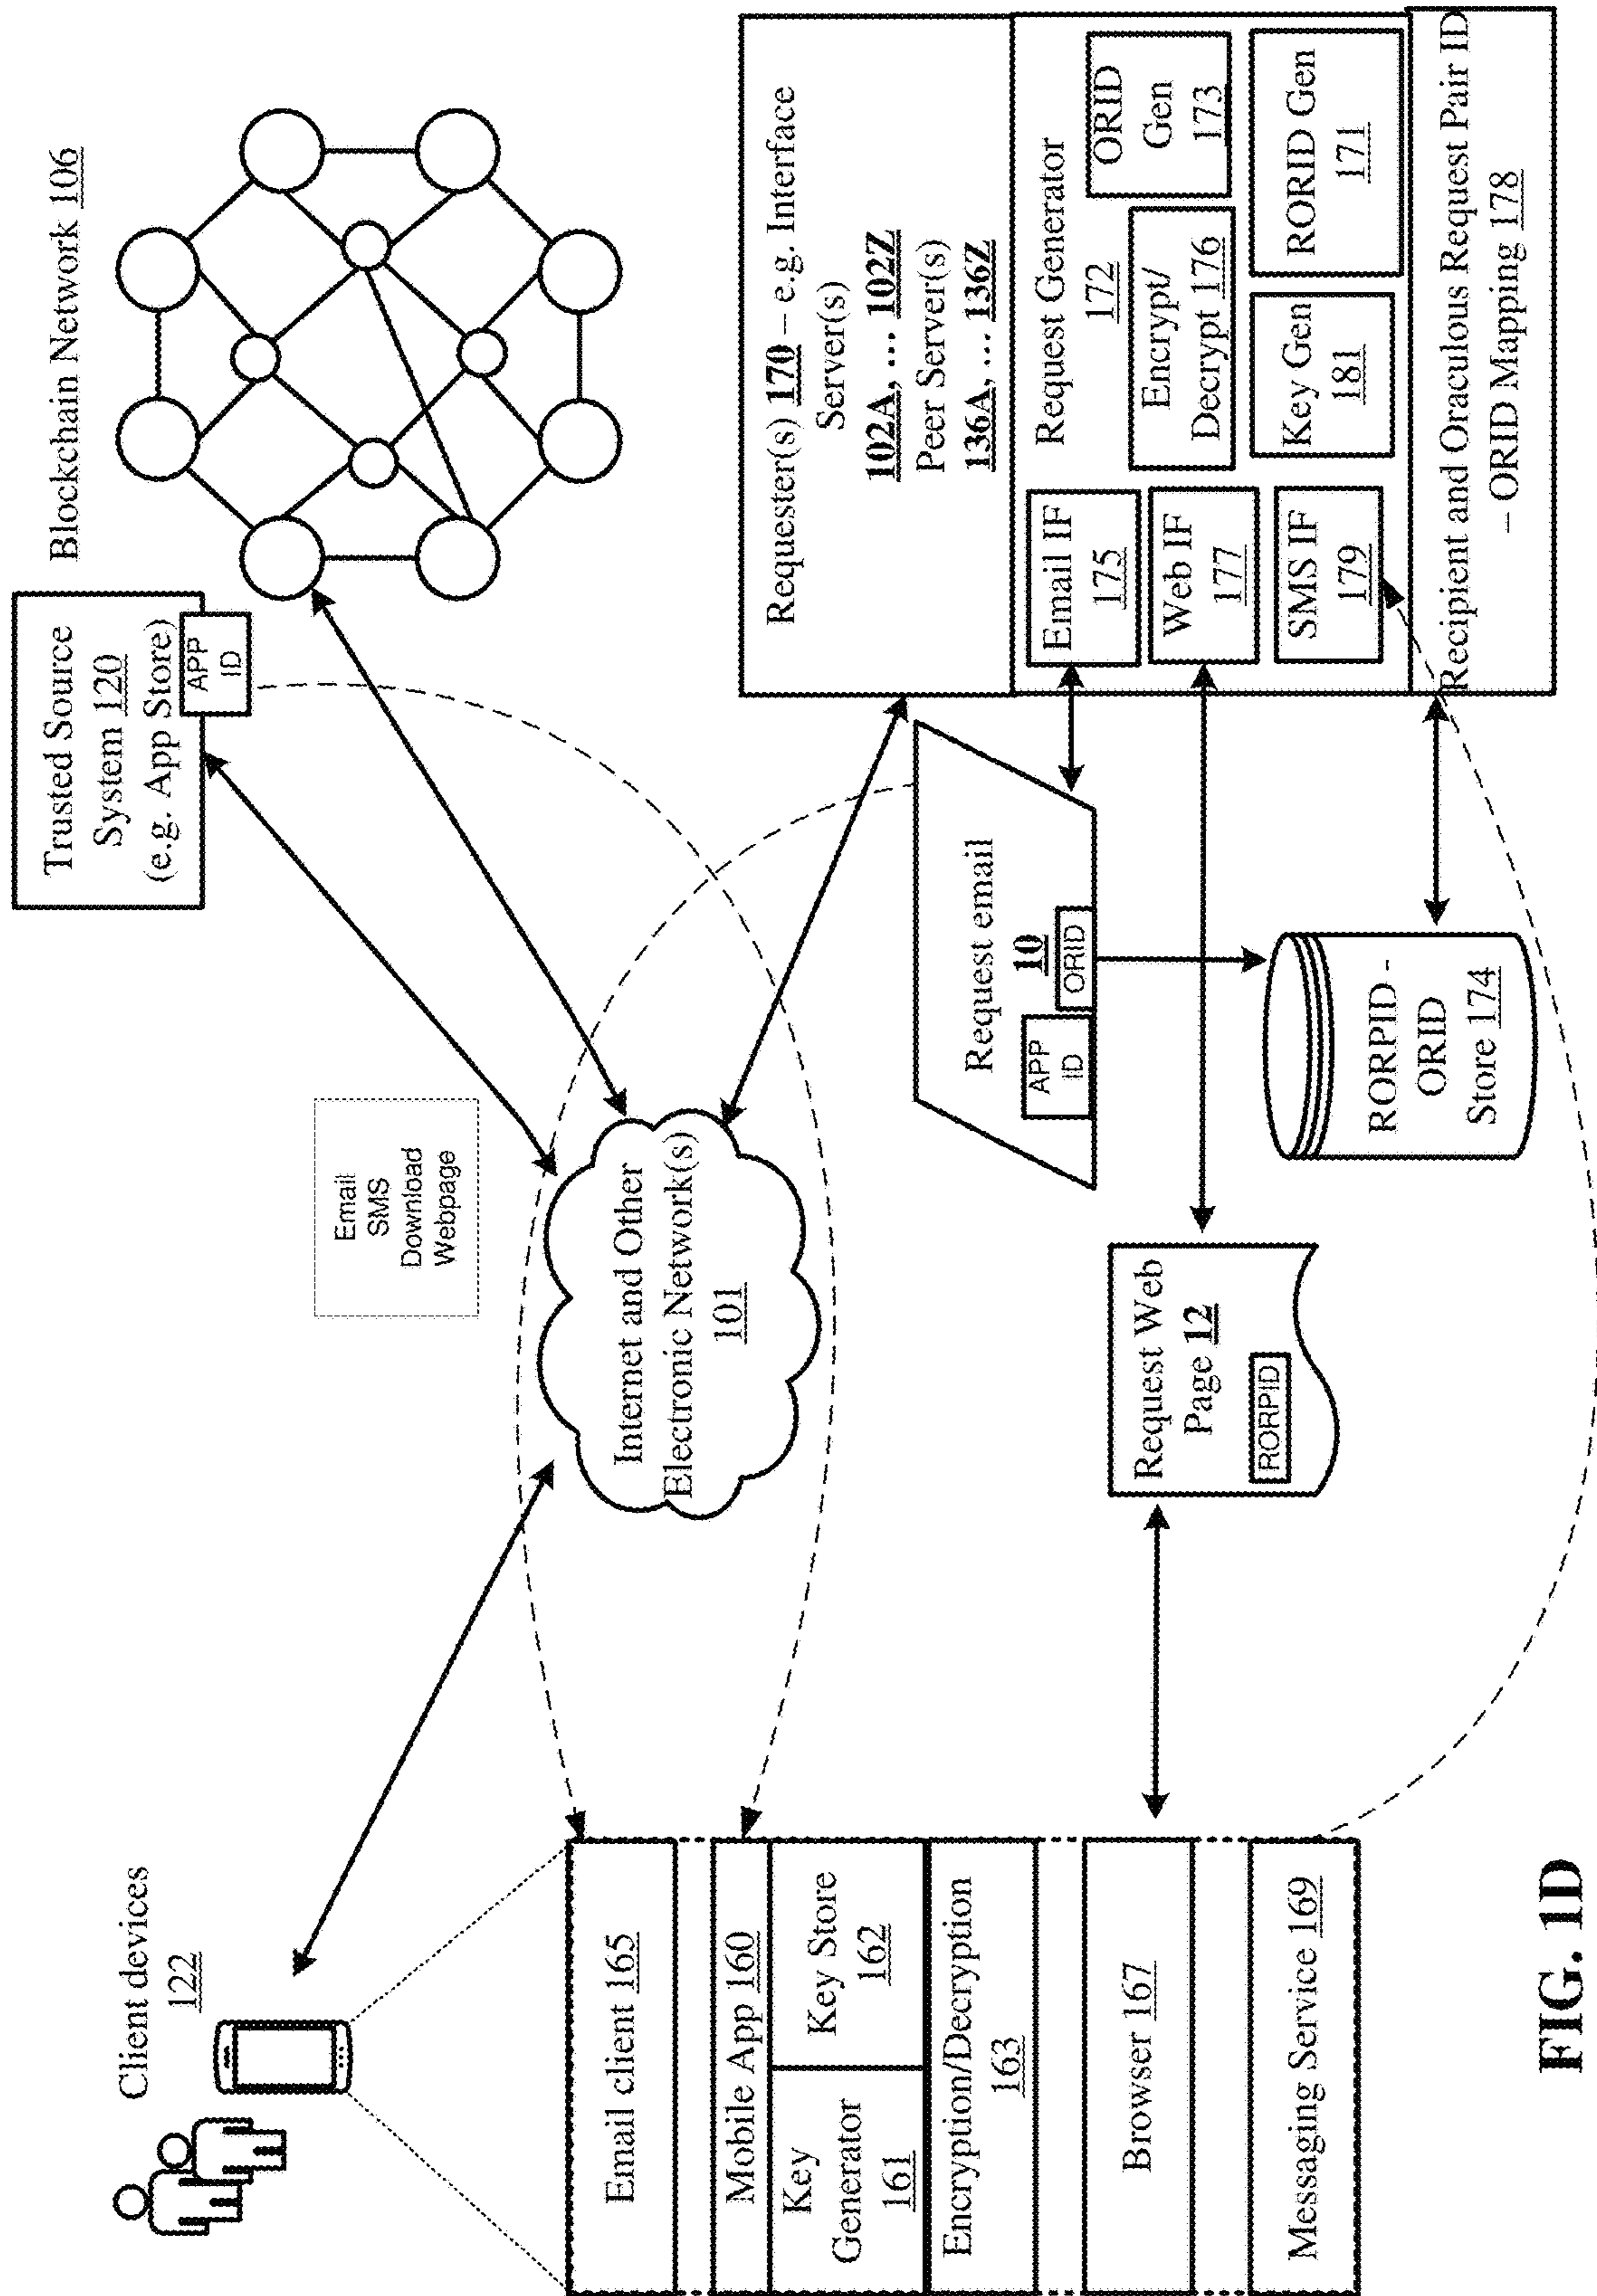 Client devices
122
Email client 165
Mobile App 160
Key
Generator
161
Key Store
162
Encryption/Decryption
163
Browser 167
Messaging Service 169
Email
SMS
Download
Webpage
Internet and Other
Electronic Network(s)
101
Request Web
Page 12
RORPID
Trusted Source
System 120
(e.g. App Store)
APP
ID
Blockchain Network 106
Request email
10
APP
ID
ORID
RORPID -
ORID
Store 174
Requester(s) 170 – e.g. Interface
Server(s)
102A, … 102Z
Peer Server(s)
136A, … 136Z
Request Generator
172
Email IF
175
Web IF
177
SMS IF
179
Encrypt/
Decrypt 176
Key Gen
181
ORID
Gen
173
RORID Gen
171
Recipient and Oraculous Request Pair ID
– ORID Mapping 178
FIG. 1D